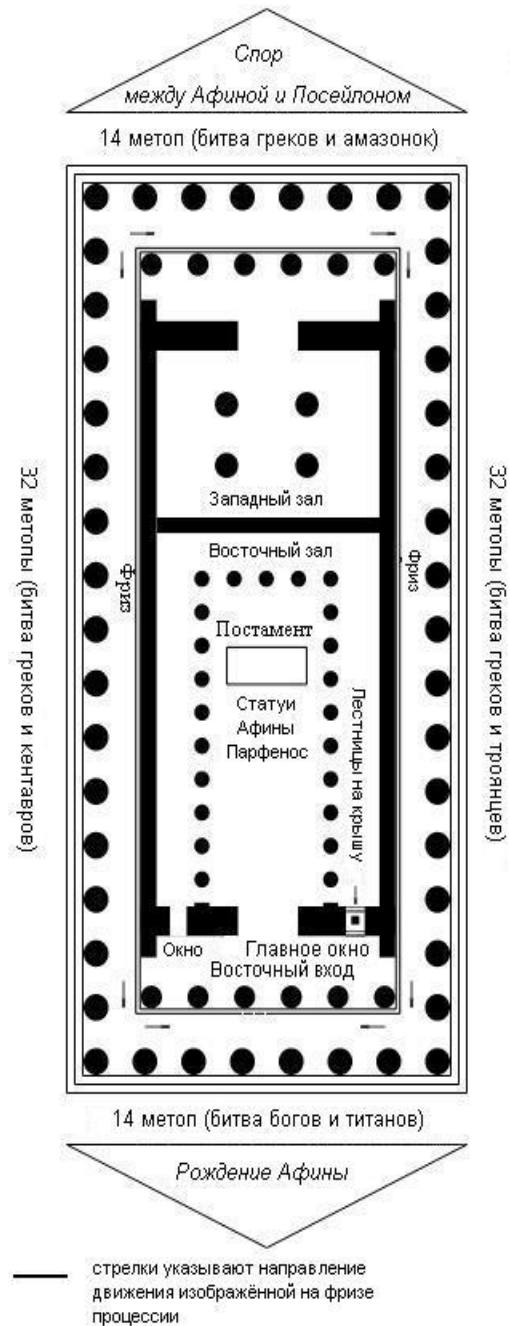 Спор
между Афиной и Посейлоном
14 метоп (битва греков и амазонок)
32 метопы (битва греков и кентавров)
32 метопы (битва греков и троянцев)
Западный зал
Восточный зал
Фриз
Фриз
Постамент
Статуи
Афины
Парфенос
Лестницы на крышу
Окно
Главное окно
Восточный вход
14 метоп (битва богов и титанов)
Рождение Афины
стрелки указывают направление
движения изображённой на фризе
процессии